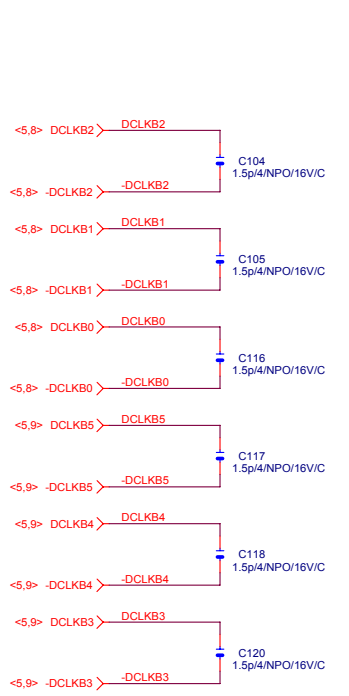 <5,8> DCLKB2 DCLKB2
C104
1.5p/4/NPO/16V/C
<5,8> -DCLKB2 -DCLKB2
<5,8> DCLKB1 DCLKB1
C105
1.5p/4/NPO/16V/C
<5,8> -DCLKB1 -DCLKB1
<5,8> DCLKB0 DCLKB0
C116
1.5p/4/NPO/16V/C
<5,8> -DCLKB0 -DCLKB0
<5,9> DCLKB5 DCLKB5
C117
1.5p/4/NPO/16V/C
<5,9> -DCLKB5 -DCLKB5
<5,9> DCLKB4 DCLKB4
C118
1.5p/4/NPO/16V/C
<5,9> -DCLKB4 -DCLKB4
<5,9> DCLKB3 DCLKB3
C120
1.5p/4/NPO/16V/C
<5,9> -DCLKB3 -DCLKB3